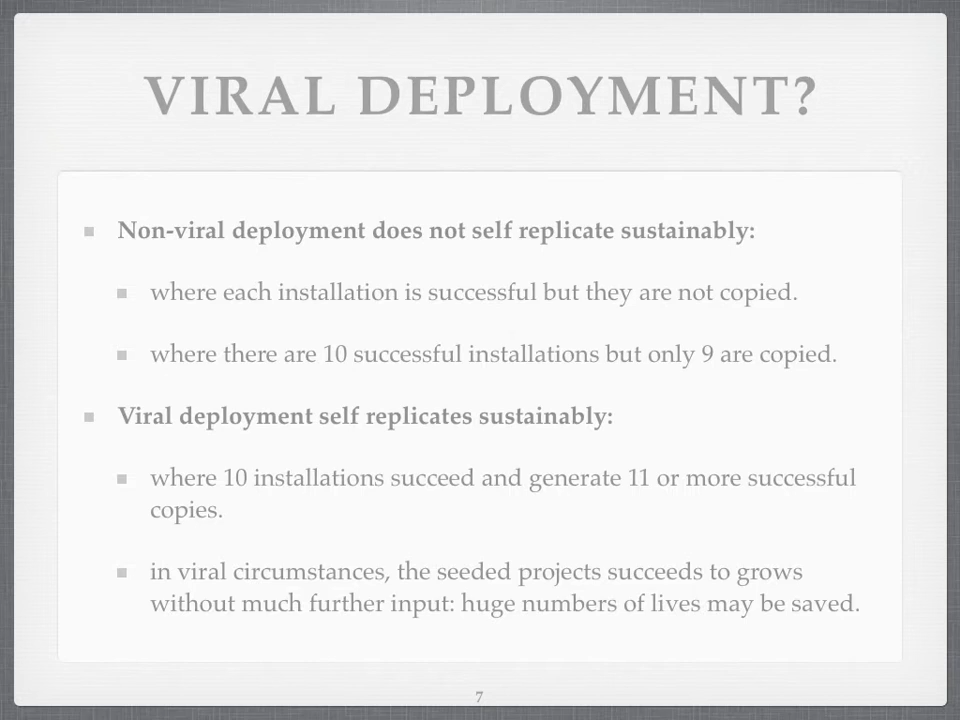 VIRAL DEPLOYMENT?
Non-viral deployment does not self replicate sustainably:
where each installation is successful but they are not copied.
where there are 10 successful installations but only 9 are copied.
Viral deployment self replicates sustainably:
where 10 installations succeed and generate 11 or more successful
copies.
in viral circumstances, the seeded projects succeeds to grows
without much further input: huge numbers of lives may be saved.
7